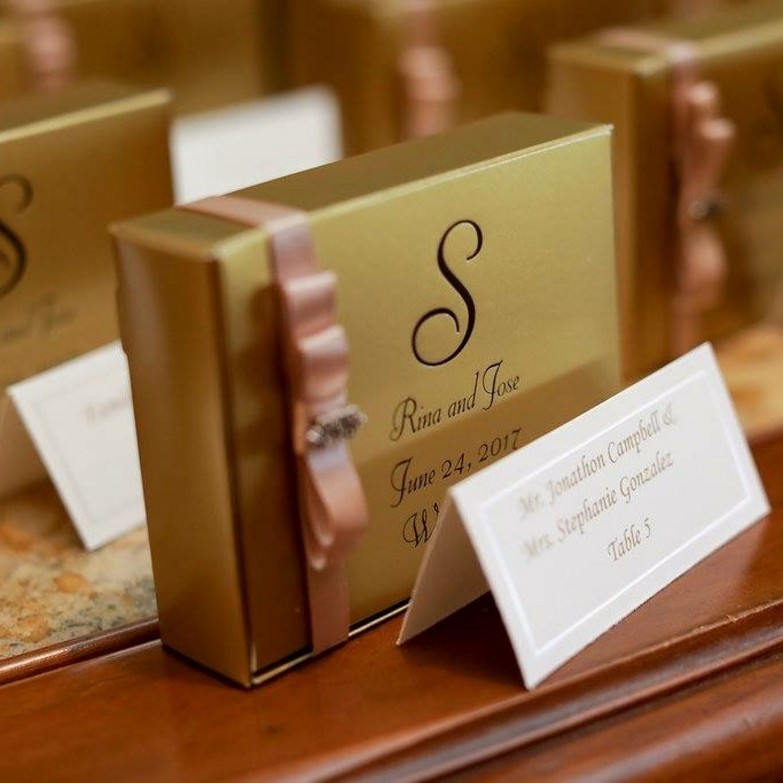 S
Rina and Jose
June 24, 2017
Mr. Jonathon Campbell &
Mrs. Stephanie Gonzalez
Table 5
S